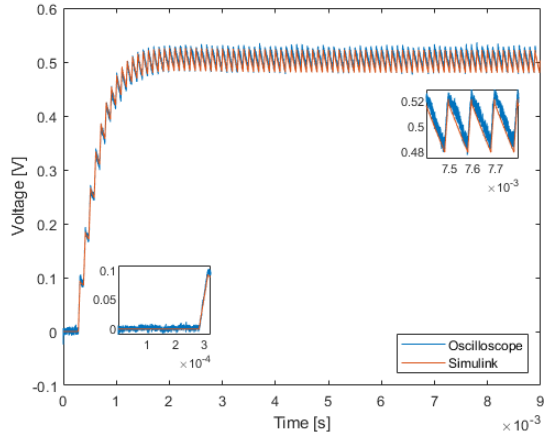 0.6
0.5
0.4
0.3
0.2
0.1
0
-0.1
Voltage [V]
0.52
0.5
0.48
7.5 7.6 7.7
×10⁻³
0.1
0.05
0
1 2 3
×10⁻⁴
Oscilloscope
Simulink
0 1 2 3 4 5 6 7 8 9
Time [s]
×10⁻³